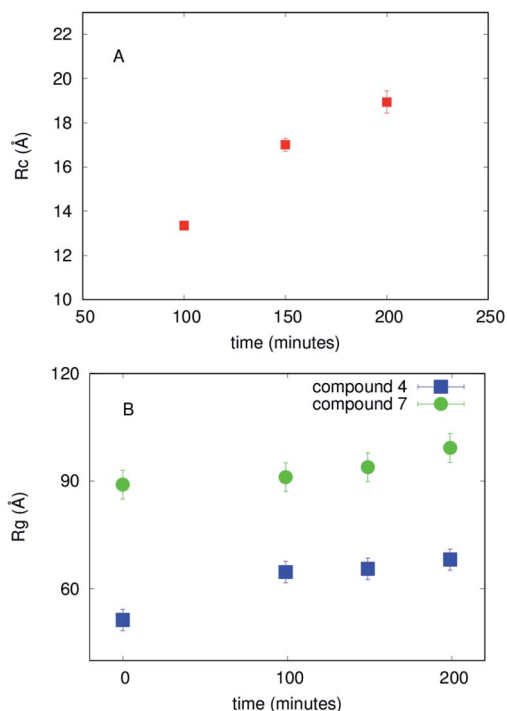 22
20
18
16
14
12
10
Rc (Å)
A
50 100 150 200 250
time (minutes)
120
90
60
Rg (Å)
B
compound 4
compound 7
0 100 200
time (minutes)